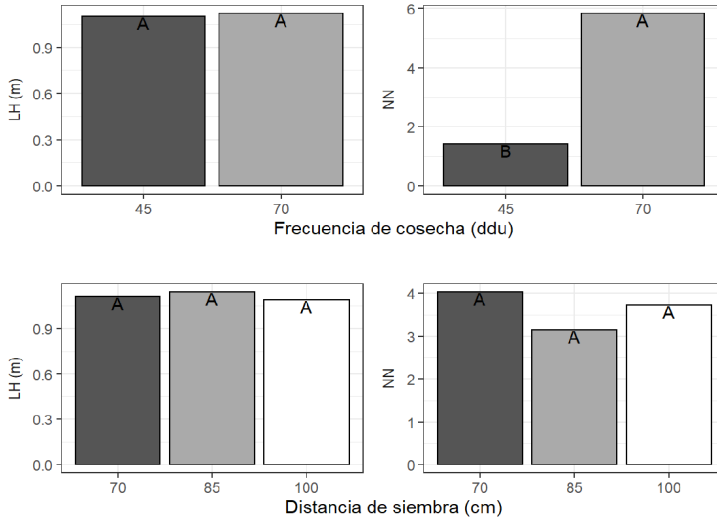 LH (m)
0.9
0.6
0.3
0.0
A
A
45
70
NN
6
4
2
0
B
A
45
70
Frecuencia de cosecha (ddu)
LH (m)
0.9
0.6
0.3
0.0
A
A
A
70
85
100
NN
4
3
2
1
0
A
A
A
70
85
100
Distancia de siembra (cm)